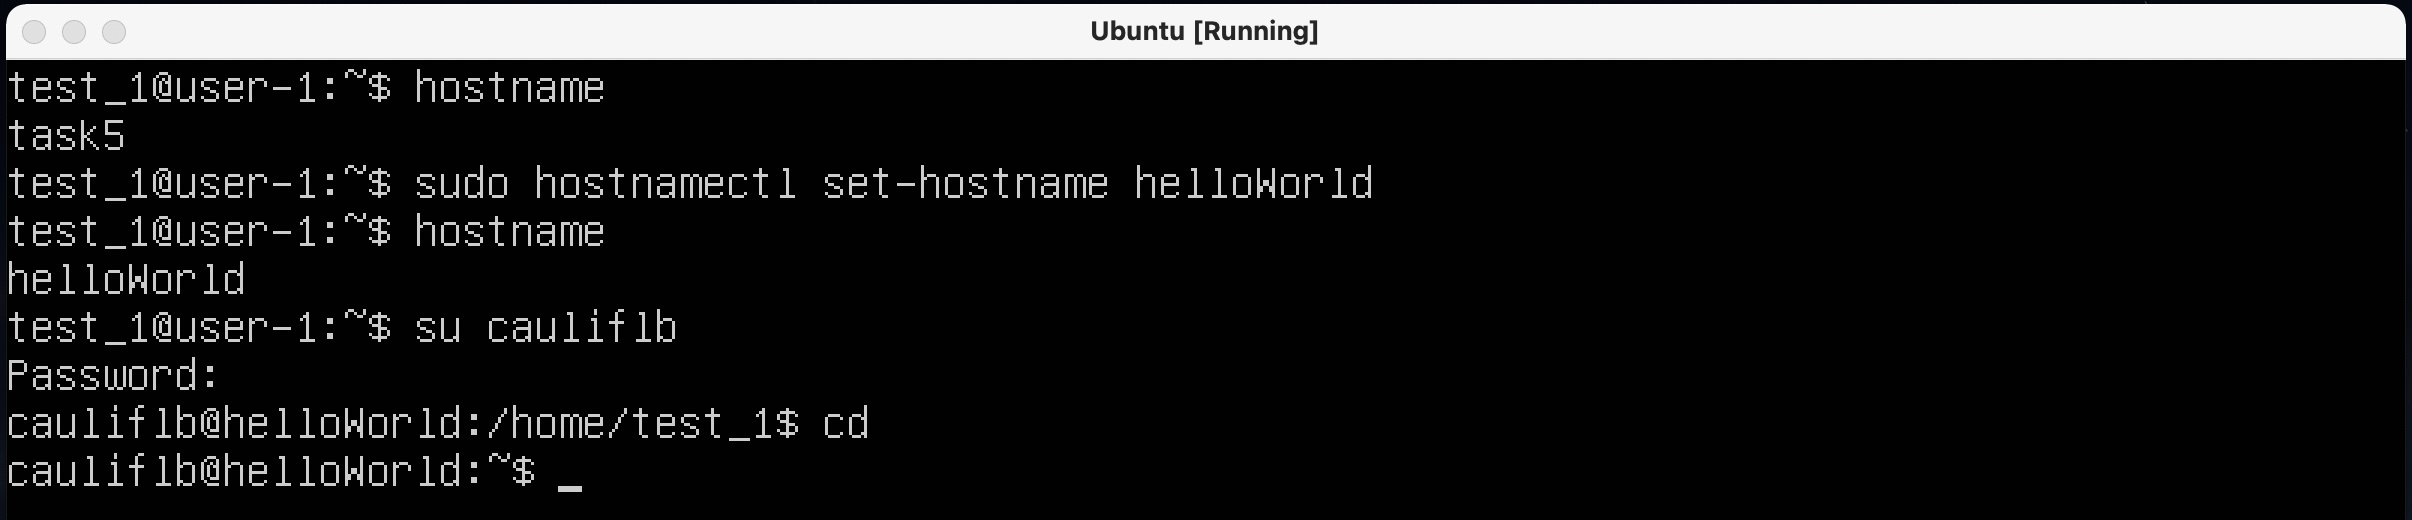 Ubuntu [Running]
test_1@user-1:~$ hostname
task5
test_1@user-1:~$ sudo hostnamectl set-hostname helloWorld
test_1@user-1:~$ hostname
helloWorld
test_1@user-1:~$ su cauliflb
Password:
cauliflb@helloWorld:/home/test_1$ cd
cauliflb@helloWorld:~$ _